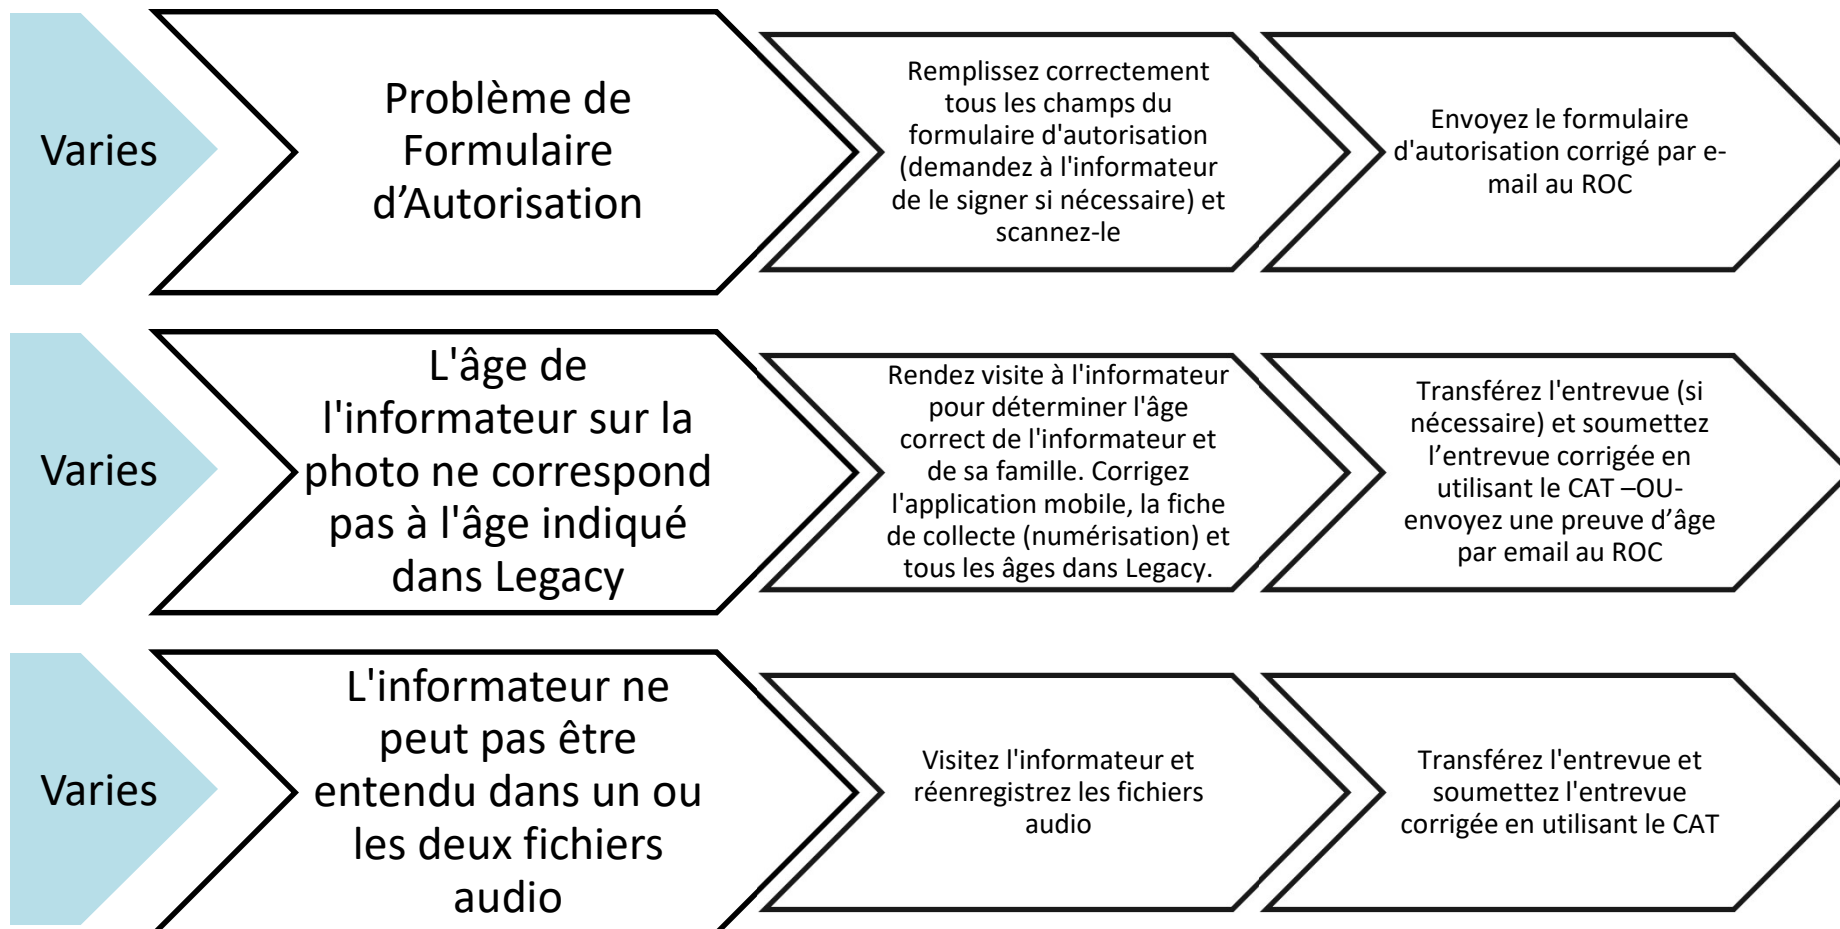 Varies
Problème de
Formulaire
d’Autorisation
Remplissez correctement
tous les champs du
formulaire d'autorisation
(demandez à l'informateur
de le signer si nécessaire) et
scannez-le
Envoyez le formulaire
d'autorisation corrigé par e-
mail au ROC
Varies
L'âge de
l'informateur sur la
photo ne correspond
pas à l'âge indiqué
dans Legacy
Rendez visite à l'informateur
pour déterminer l'âge
correct de l'informateur et
de sa famille. Corrigez
l'application mobile, la fiche
de collecte (numérisation) et
tous les âges dans Legacy.
Transférez l'entrevue (si
nécessaire) et soumettez
l’entrevue corrigée en
utilisant le CAT –OU-
envoyez une preuve d’âge
par email au ROC
Varies
L'informateur ne
peut pas être
entendu dans un ou
les deux fichiers
audio
Visitez l'informateur et
réenregistrez les fichiers
audio
Transférez l'entrevue et
soumettez l'entrevue
corrigée en utilisant le CAT